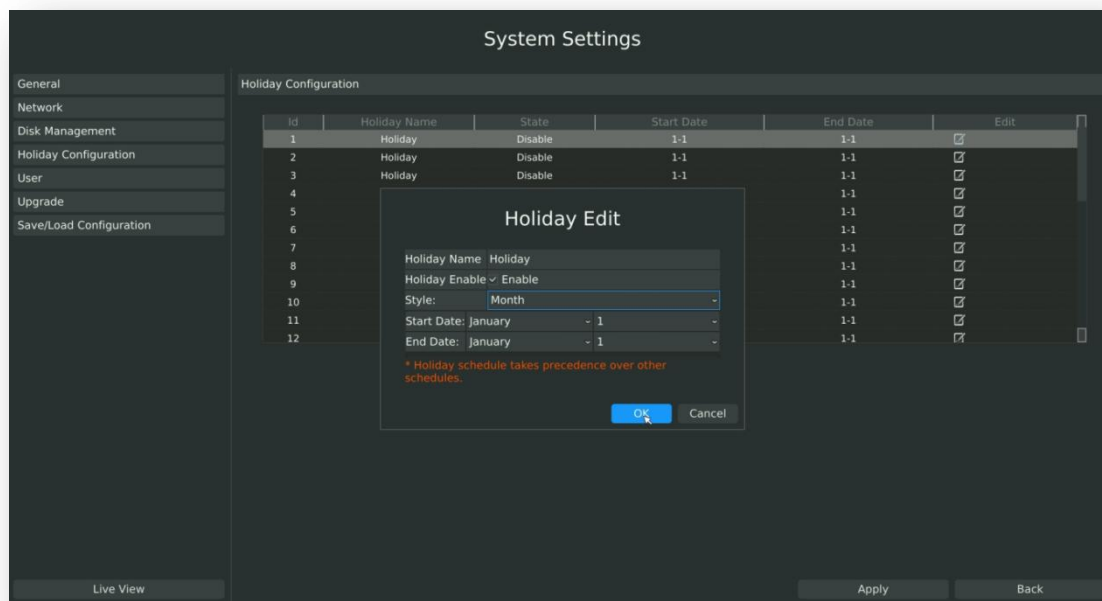 System Settings
General
Network
Disk Management
Holiday Configuration
User
Upgrade
Save/Load Configuration
Live View
Holiday Configuration
Id Holiday Name State Start Date End Date Edit
1 Holiday Disable 1-1 1-1
2 Holiday Disable 1-1 1-1
3 Holiday Disable 1-1 1-1
4 1-1
5 1-1
6 1-1
7 1-1
8 1-1
9 1-1
10 1-1
11 1-1
12 1-1
Holiday Edit
Holiday Name Holiday
Holiday Enable Enable
Style: Month
Start Date: January 1
End Date: January 1
* Holiday schedule takes precedence over other
schedules.
OK Cancel
Apply Back